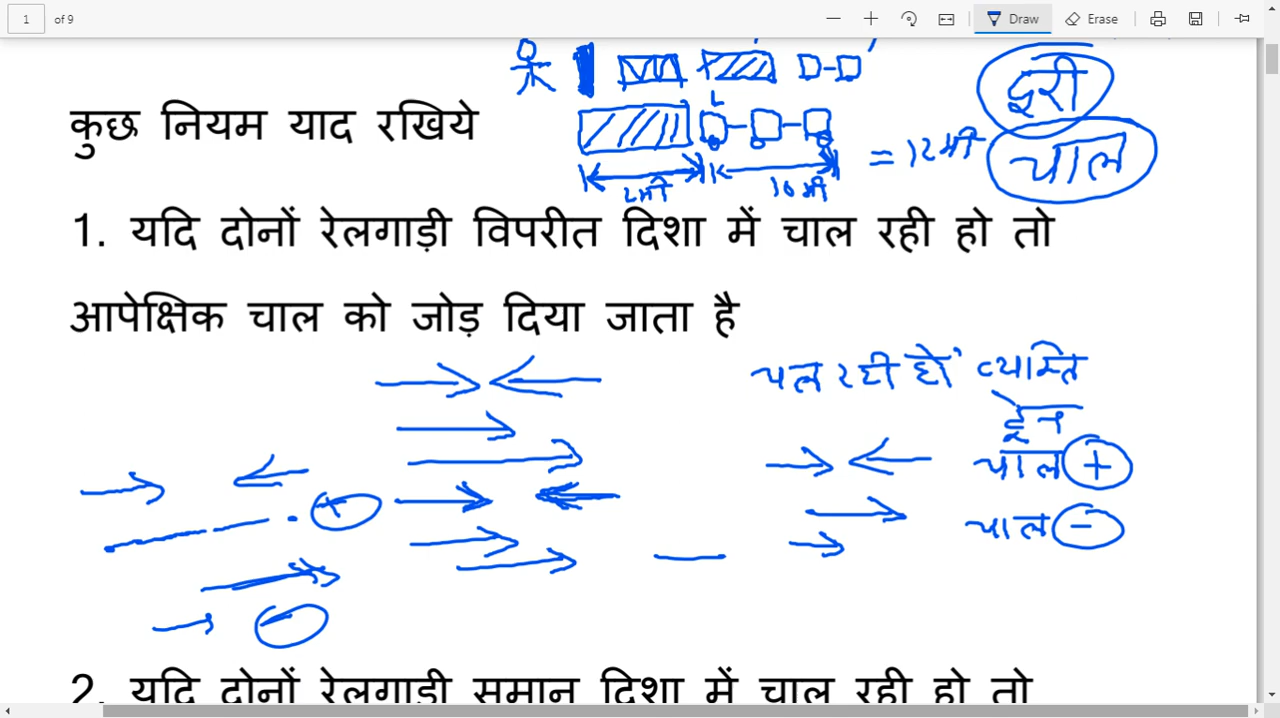 1 of 9 Draw Erase
दूरी
कुछ नियम याद रखिये
L
= 12मी चाल
2मी 10मी
1. यदि दोनों रेलगाड़ी विपरीत दिशा में चाल रही हो तो
आपेक्षिक चाल को जोड़ दिया जाता है
चल रही हो व्यक्ति
ट्रेन
चाल +
+ चाल -
-
2. यदि दोनों रेलगाडी समान दिशा में चाल रही हो तो